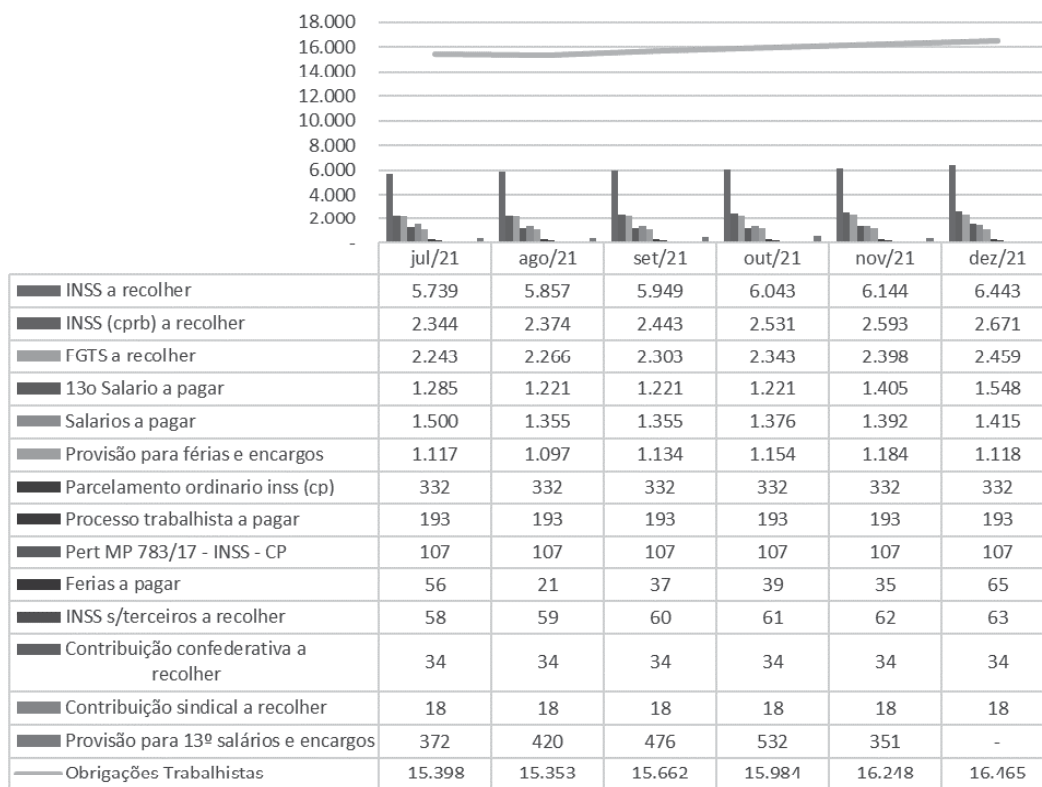 18.000
16.000
14.000
12.000
10.000
8.000
6.000
4.000
2.000
-
jul/21 ago/21 set/21 out/21 nov/21 dez/21
INSS a recolher 5.739 5.857 5.949 6.043 6.144 6.443
INSS (cprb) a recolher 2.344 2.374 2.443 2.531 2.593 2.671
FGTS a recolher 2.243 2.266 2.303 2.343 2.398 2.459
13o Salario a pagar 1.285 1.221 1.221 1.221 1.405 1.548
Salarios a pagar 1.500 1.355 1.355 1.376 1.392 1.415
Provisão para férias e encargos 1.117 1.097 1.134 1.154 1.184 1.118
Parcelamento ordinario inss (cp) 332 332 332 332 332 332
Processo trabalhista a pagar 193 193 193 193 193 193
Pert MP 783/17 - INSS - CP 107 107 107 107 107 107
Ferias a pagar 56 21 37 39 35 65
INSS s/terceiros a recolher 58 59 60 61 62 63
Contribuição confederativa a
recolher 34 34 34 34 34 34
Contribuição sindical a recolher 18 18 18 18 18 18
Provisão para 13º salários e encargos 372 420 476 532 351 -
Obrigações Trabalhistas 15.398 15.353 15.662 15.984 16.248 16.465